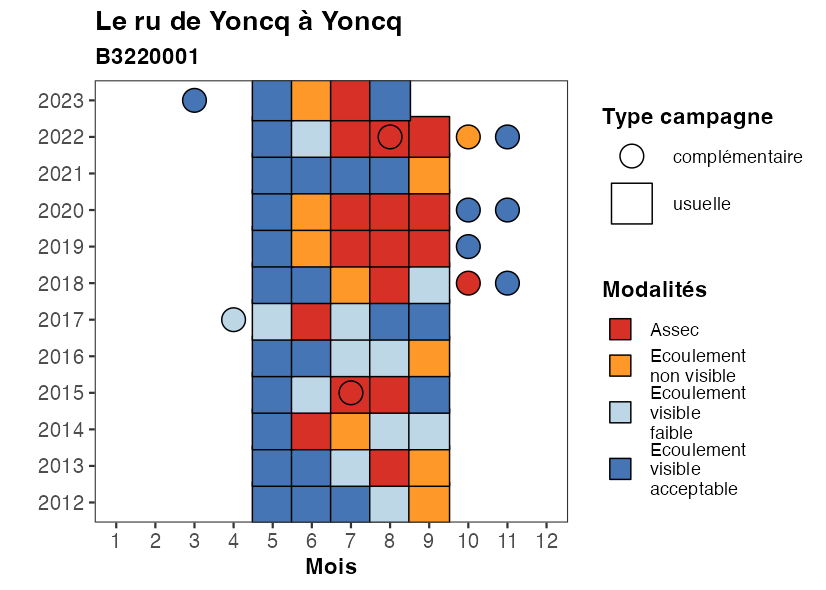 Le ru de Yoncq à Yoncq
B3220001
2023
2022
2021
2020
2019
2018
2017
2016
2015
2014
2013
2012
1 2 3 4 5 6 7 8 9 10 11 12
Mois
Type campagne
complémentaire
usuelle
Modalités
Assec
Ecoulement
non visible
Ecoulement
visible
faible
Ecoulement
visible
acceptable